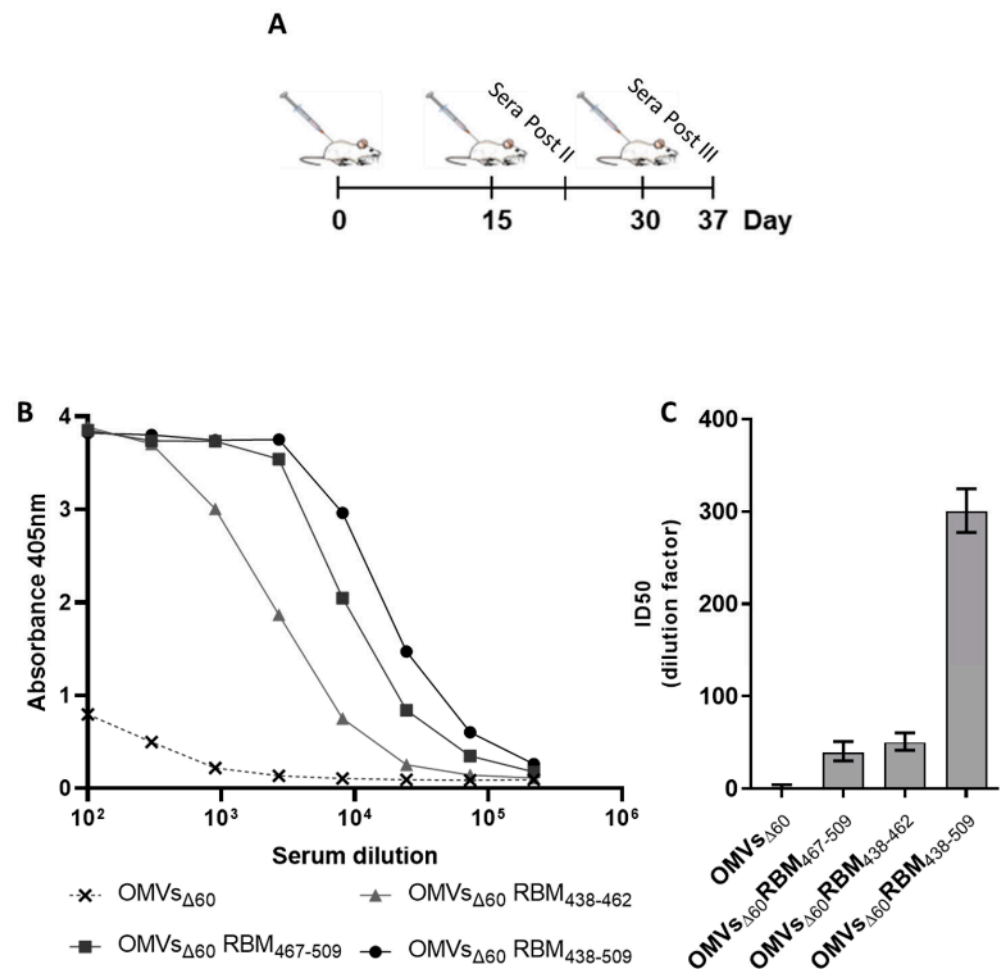 A
Sera Post II
Sera Post III
0 15 30 37 Day
B
Absorbance 405nm
4
3
2
1
0
10² 10³ 10⁴ 10⁵ 10⁶
Serum dilution
OMVsΔ60
OMVsΔ60 RBM438-462
OMVsΔ60 RBM467-509
OMVsΔ60 RBM438-509
C
ID50
(dilution factor)
400
300
200
100
0
OMVsΔ60
OMVsΔ60RBM467-509
OMVsΔ60RBM438-462
OMVsΔ60RBM438-509